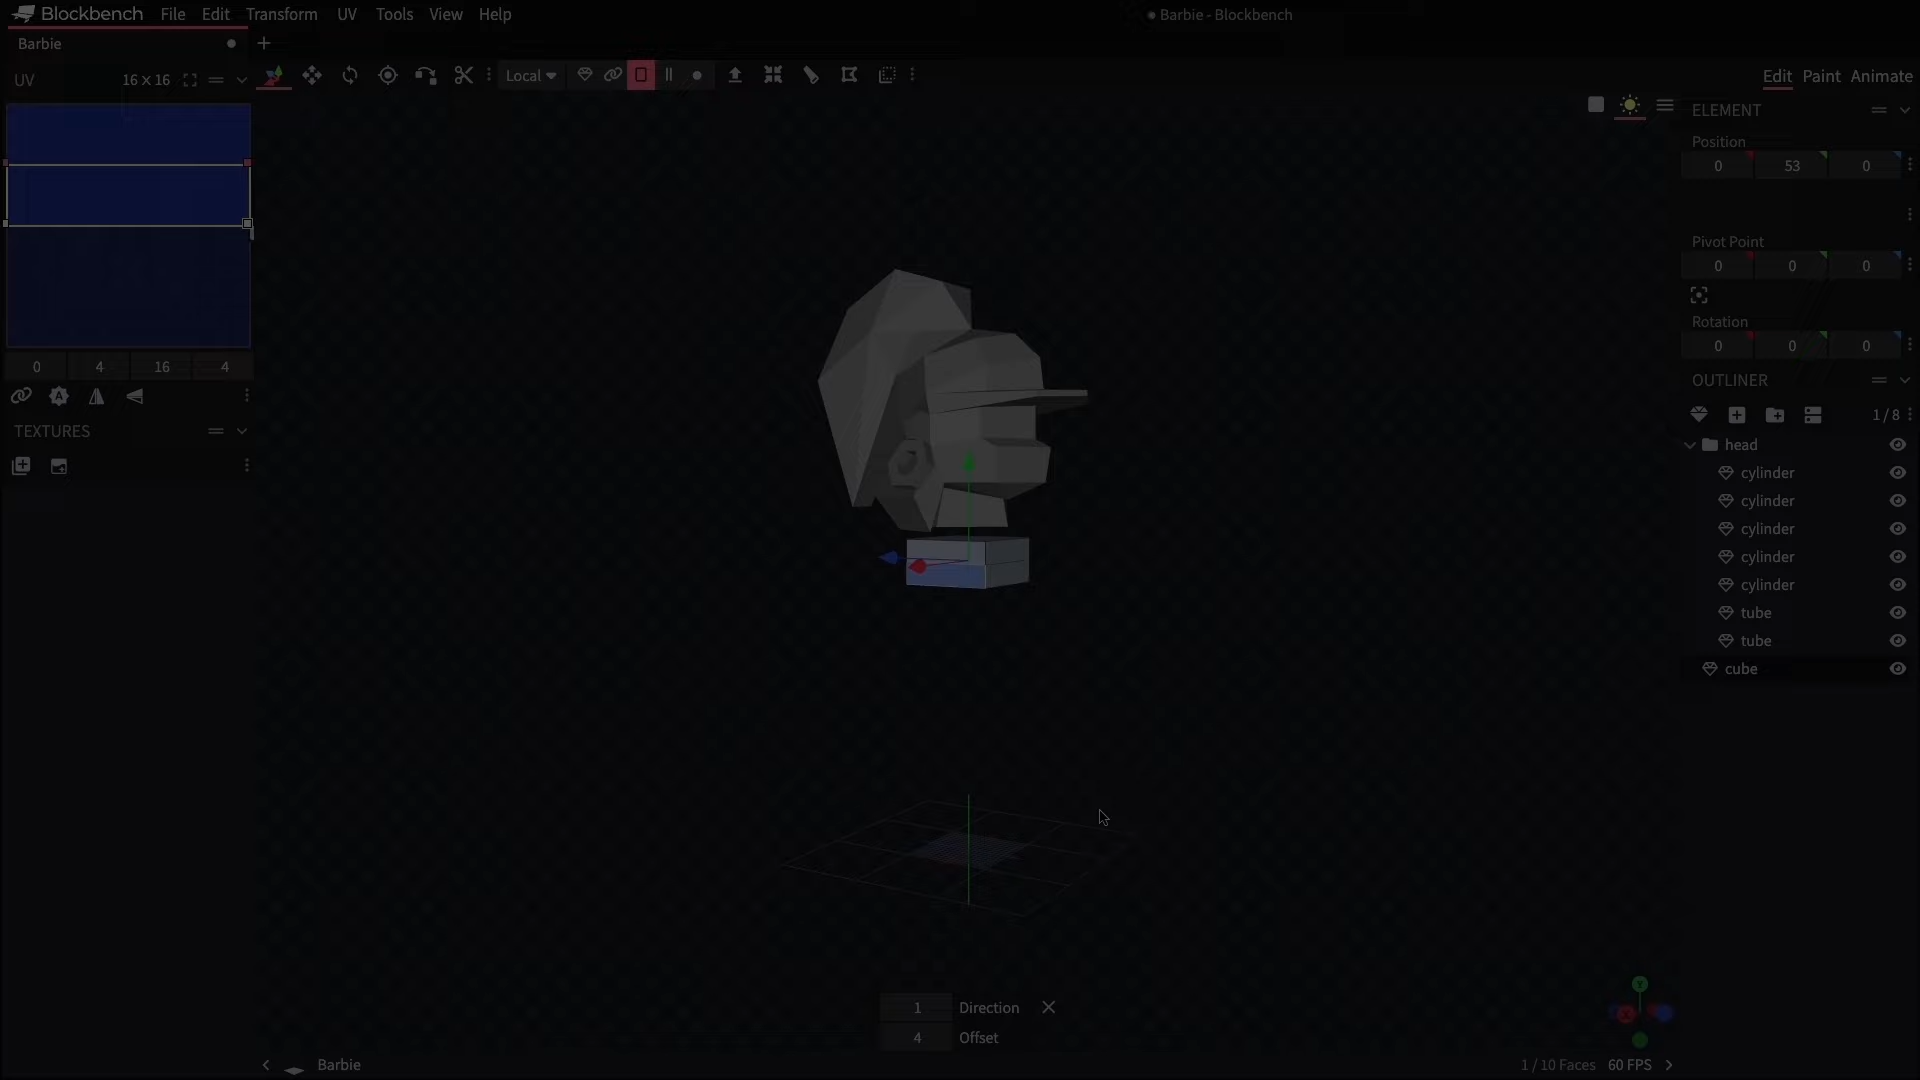 Blockbench File Edit Transform UV Tools View Help
Barbie - Blockbench
Barbie
UV 16 × 16
Local
Edit Paint Animate
ELEMENT
Position
0 53 0
Pivot Point
0 0 0
Rotation
0 0 0
0 4 16 4
TEXTURES
OUTLINER
1 / 8
head
cylinder
cylinder
cylinder
cylinder
cylinder
tube
tube
cube
1 Direction
4 Offset
Barbie
1 / 10 Faces 60 FPS